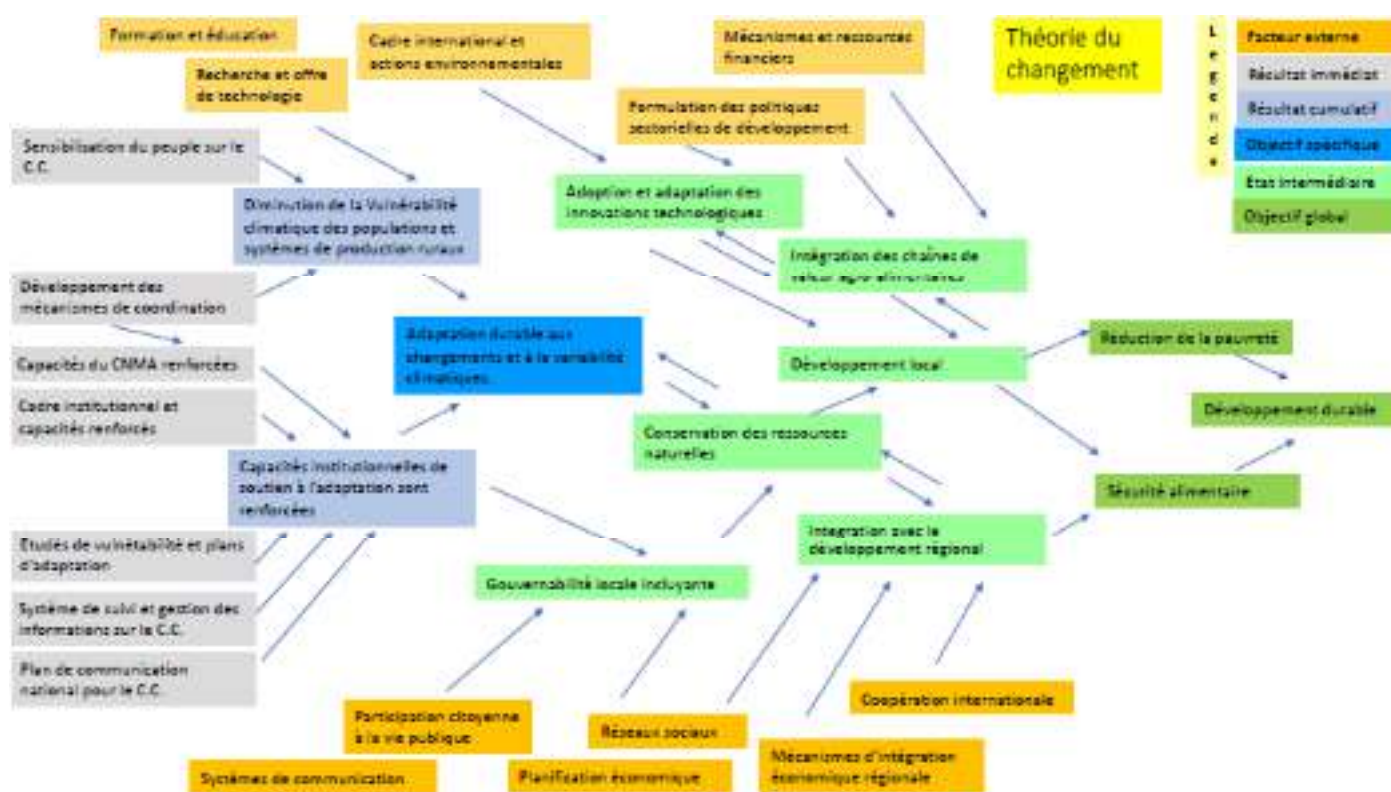 Formation et éducation
Cadre international et
actions environnementales
Mécanismes et ressources
financiers
Théorie du
changement
Legende
Facteur externe
Résultat immédiat
Résultat cumulatif
Objectif spécifique
Etat intermédiaire
Objectif global
Recherche et offre
de technologie
Formulation des politiques
sectorielles de développement
Sensibilisation du peuple sur le
C.C.
Adoption et adaptation des
innovations technologiques
Diminution de la Vulnérabilité
climatique des populations et
systèmes de production ruraux
Intégration des chaînes de
valeur agro-alimentaires
Développement des
mécanismes de coordination
Adaptation durable aux
changements et à la variabilité
climatiques.
Réduction de la pauvreté
Capacités du CNMA renforcées
Développement local
Cadre institutionnel et
capacités renforcés
Développement durable
Conservation des ressources
naturelles
Capacités institutionnelles de
soutien à l'adaptation sont
renforcées
Sécurité alimentaire
Integration avec le
développement régional
Etudes de vulnétabilité et plans
d'adaptation
Gouvernabilité locale incluyante
Système de suivi et gestion des
informations sur le C.C.
Plan de communication
national pour le C.C.
Coopération internationale
Participation citoyenne
à la vie publique
Réseaux sociaux
Mécanismes d'intégration
économique régionale
Systèmes de communication
Planification économique